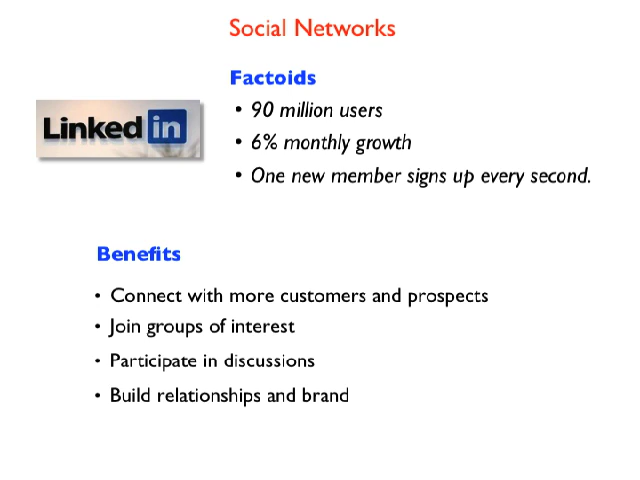 Social Networks
Factoids
• 90 million users
Linked in
• 6% monthly growth
• One new member signs up every second.
Benefits
• Connect with more customers and prospects
• Join groups of interest
• Participate in discussions
• Build relationships and brand